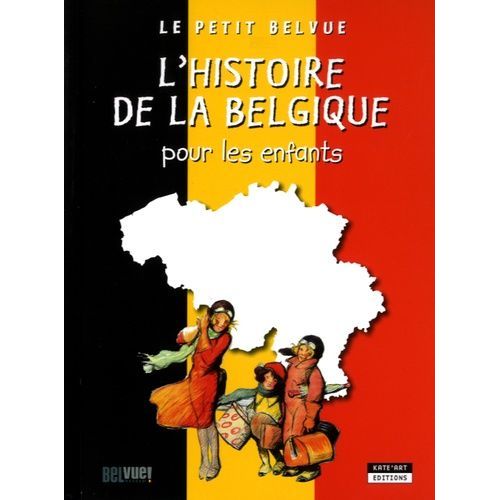 LE PETIT BELVUE
L'HISTOIRE
DE LA BELGIQUE
pour les enfants
BELVUE!
KATE'ART
EDITIONS